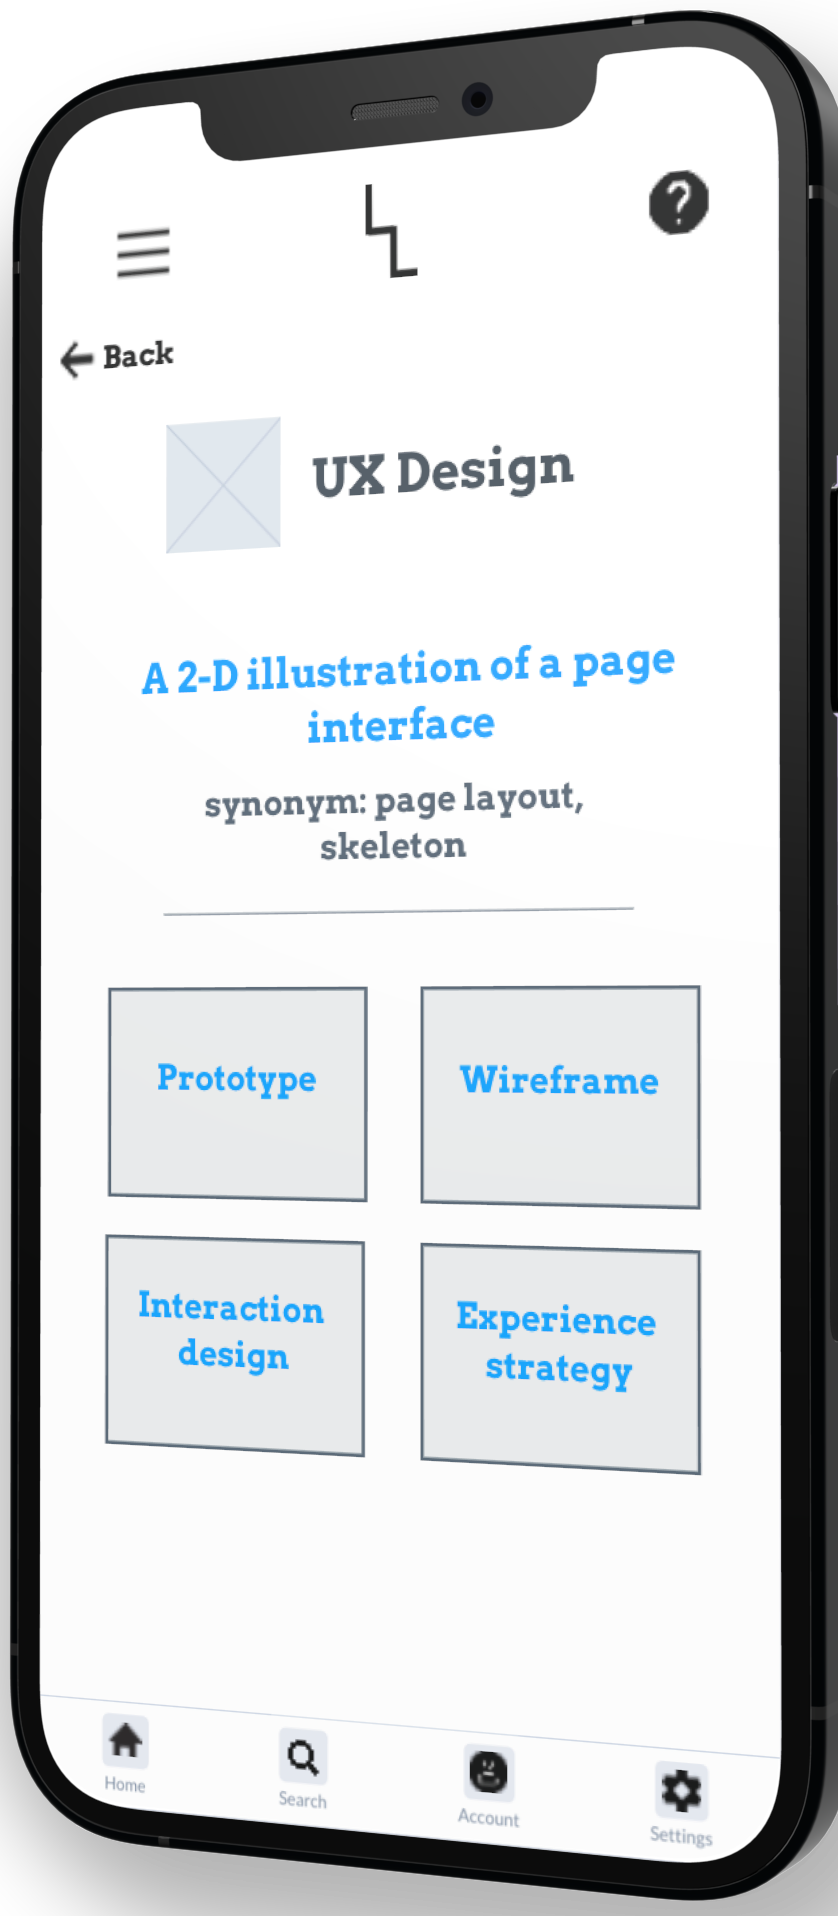 ?
Back
UX Design
A 2-D illustration of a page
interface
synonym: page layout,
skeleton
Prototype
Wireframe
Interaction
design
Experience
strategy
Home
Search
Account
Settings